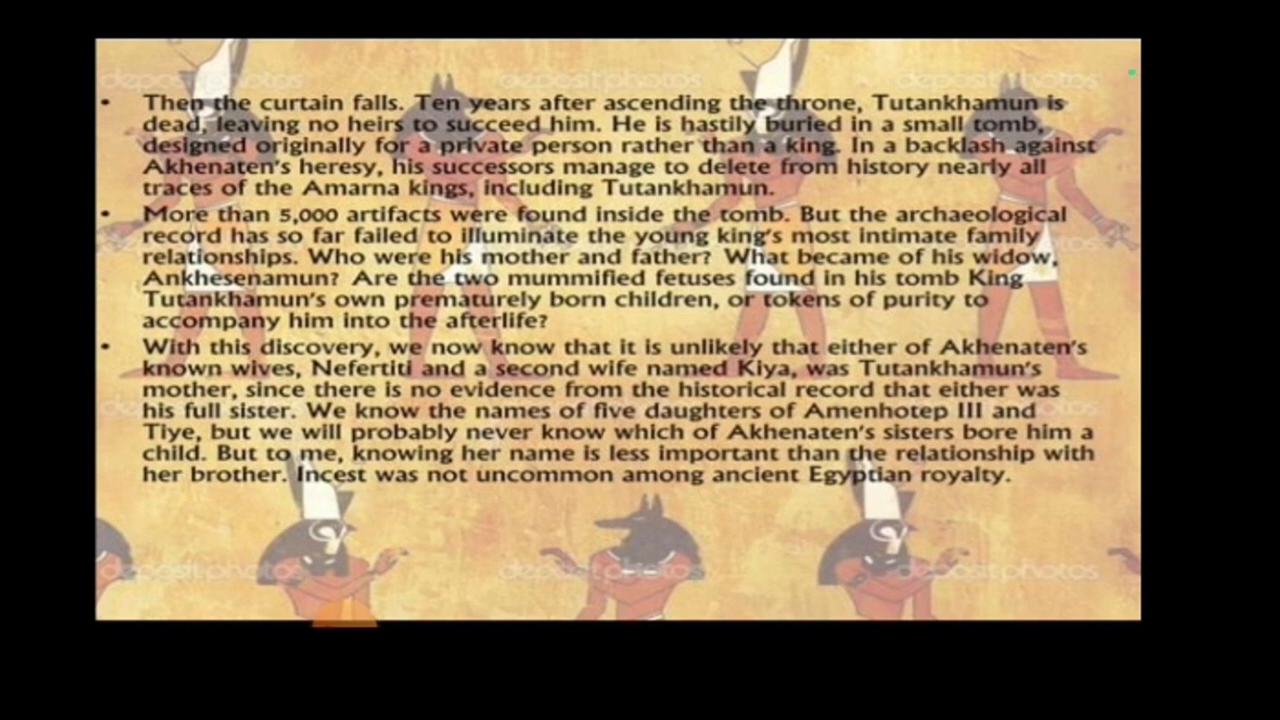 depositphotos depositphotos depositphotos
• Then the curtain falls. Ten years after ascending the throne, Tutankhamun is
dead, leaving no heirs to succeed him. He is hastily buried in a small tomb,
designed originally for a private person rather than a king. In a backlash against
Akhenaten's heresy, his successors manage to delete from history nearly all
traces of the Amarna kings, including Tutankhamun.
• More than 5,000 artifacts were found inside the tomb. But the archaeological
record has so far failed to illuminate the young king's most intimate family
relationships. Who were his mother and father? What became of his widow,
Ankhesenamun? Are the two mummified fetuses found in his tomb King
Tutankhamun's own prematurely born children, or tokens of purity to
accompany him into the afterlife?
• With this discovery, we now know that it is unlikely that either of Akhenaten's
known wives, Nefertiti and a second wife named Kiya, was Tutankhamun's
mother, since there is no evidence from the historical record that either was
his full sister. We know the names of five daughters of Amenhotep III and
Tiye, but we will probably never know which of Akhenaten's sisters bore him a
child. But to me, knowing her name is less important than the relationship with
her brother. Incest was not uncommon among ancient Egyptian royalty.
depositphotos depositphotos depositphotos